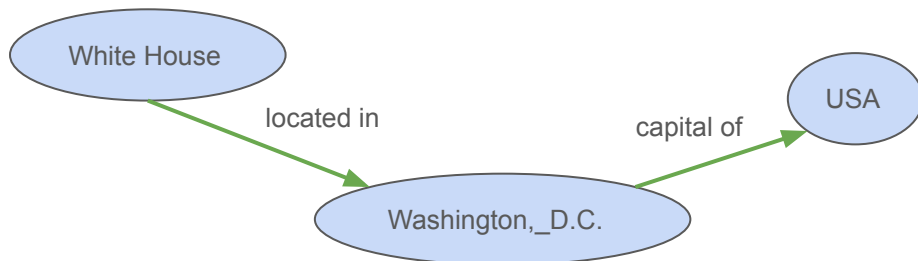 White House
USA
located in
capital of
Washington,_D.C.